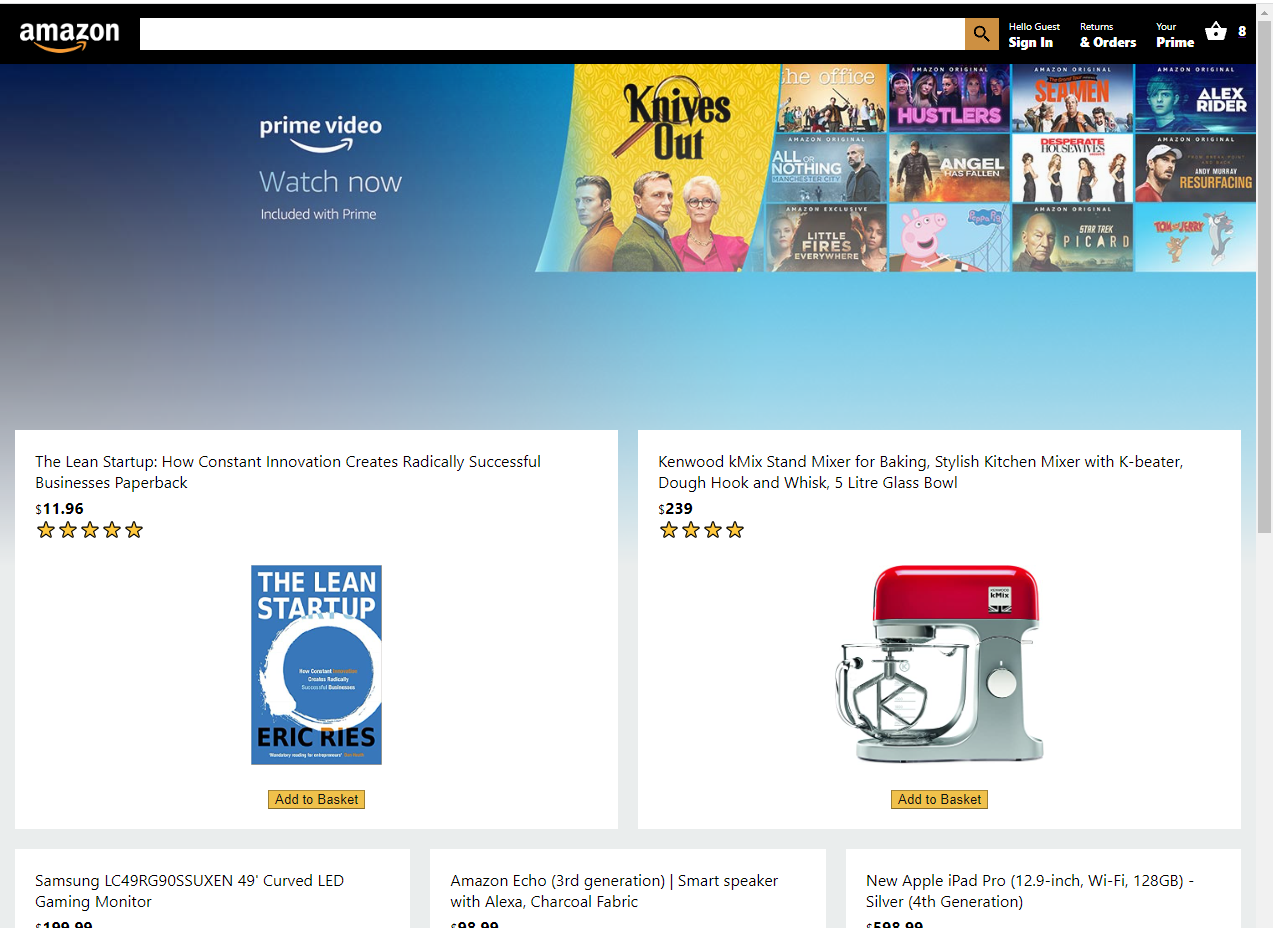 amazon
Hello Guest
Sign In
Returns
& Orders
Your
Prime
8
prime video
Watch now
Included with Prime
Knives
Out
the office
AMAZON ORIGINAL
HUSTLERS
AMAZON ORIGINAL
SEAMEN
AMAZON ORIGINAL
ALEX
RIDER
AMAZON ORIGINAL
ALL OR
NOTHING
MANCHESTER CITY
ANGEL
HAS FALLEN
DESPERATE
HOUSEWIVES
AMAZON ORIGINAL
ANDY MURRAY
RESURFACING
AMAZON EXCLUSIVE
LITTLE
FIRES
EVERYWHERE
Peppa Pig
AMAZON ORIGINAL
STAR TREK
PICARD
TOM and JERRY
The Lean Startup: How Constant Innovation Creates Radically Successful
Businesses Paperback
$11.96
THE LEAN
STARTUP
How Constant Innovation
Creates Radically
Successful Businesses
ERIC RIES
Add to Basket
Kenwood kMix Stand Mixer for Baking, Stylish Kitchen Mixer with K-beater,
Dough Hook and Whisk, 5 Litre Glass Bowl
$239
KENWOOD
kMix
Add to Basket
Samsung LC49RG90SSUXEN 49' Curved LED
Gaming Monitor
$199.99
Amazon Echo (3rd generation) | Smart speaker
with Alexa, Charcoal Fabric
$98.99
New Apple iPad Pro (12.9-inch, Wi-Fi, 128GB) -
Silver (4th Generation)
$598.99